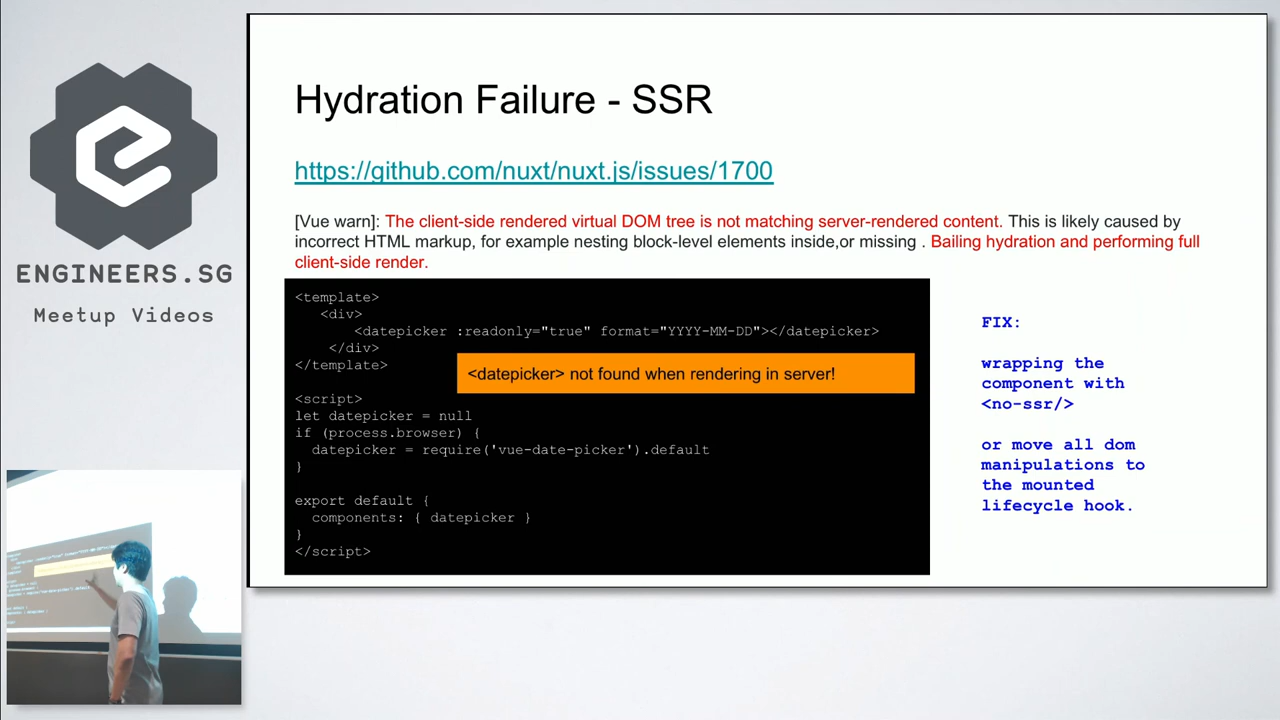 ENGINEERS.SG
Meetup Videos
Hydration Failure - SSR
https://github.com/nuxt/nuxt.js/issues/1700
[Vue warn]: The client-side rendered virtual DOM tree is not matching server-rendered content. This is likely caused by
incorrect HTML markup, for example nesting block-level elements inside,or missing . Bailing hydration and performing full
client-side render.
<template>
<div>
<datepicker :readonly="true" format="YYYY-MM-DD"></datepicker>
</div>
</template>
<datepicker> not found when rendering in server!
<script>
let datepicker = null
if (process.browser) {
datepicker = require('vue-date-picker').default
}
export default {
components: { datepicker }
}
</script>
FIX:
wrapping the
component with
<no-ssr/>
or move all dom
manipulations to
the mounted
lifecycle hook.